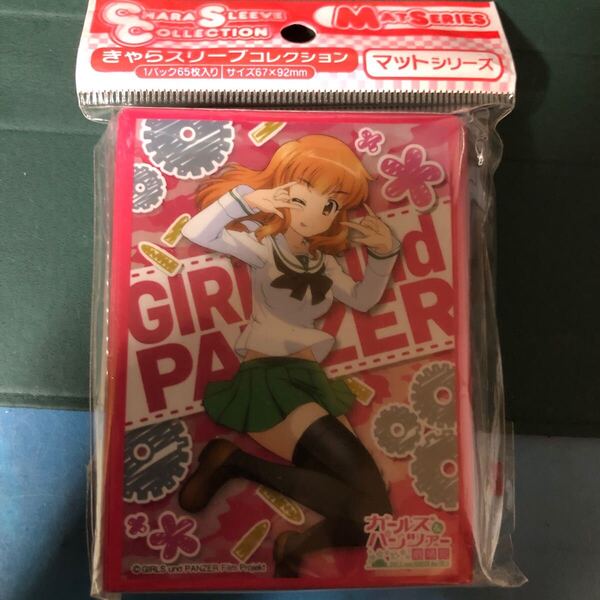 CHARA SLEEVE
COLLECTION
MAT SERIES
きゃらスリーブコレクション
1パック65枚入り サイズ67×92mm
マットシリーズ
GIRLS und
PANZER
ガールズ&
パンツァー
劇場版
©GIRLS und PANZER Film Projekt